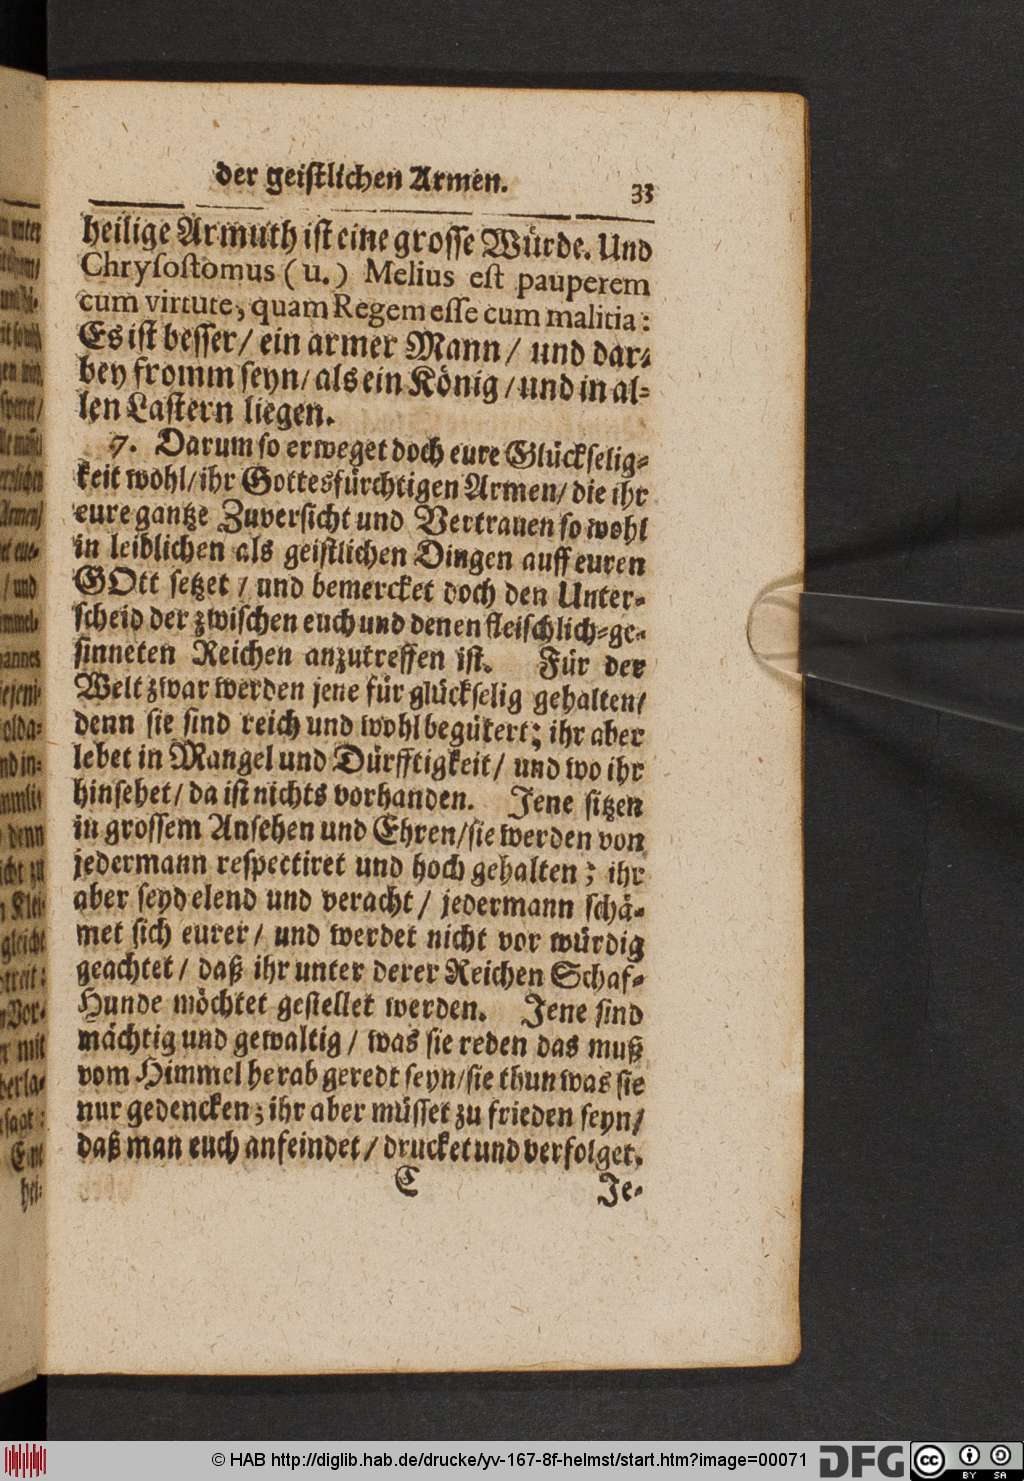 der geistlichen Armen. 33
heilige Armuth ist eine grosse Würde. Und
Chrysostomus (u.) Melius est pauperem
cum virtute, quam Regem esse cum malitia:
Es ist besser/ ein armer Mann/ und dar-
bey fromm seyn/ als ein König/ und in al-
len Lastern liegen.
7. Darum so erweget doch eure Glückselig-
keit wohl/ ihr Gottesfürchtigen Armen/ die ihr
eure gantze Zuversicht und Vertrauen so wohl
in leiblichen als geistlichen Dingen auff euren
GOtt setzet/ und bemercket doch den Unter-
scheid der zwischen euch und denen fleischlich-ge-
sinneten Reichen anzutreffen ist. Für der
Welt zwar werden jene für glückselig gehalten/
denn sie sind reich und wohl begütert; ihr aber
lebet in Mangel und Dürfftigkeit/ und wo ihr
hinsehet/ da ist nichts vorhanden. Jene sitzen
in grossem Ansehen und Ehren/ sie werden von
jedermann respectiret und hoch gehalten; ihr
aber seyd elend und veracht/ jedermann schä-
met sich eurer/ und werdet nicht vor würdig
geachtet/ daß ihr unter derer Reichen Schaf-
Hunde möchtet gestellet werden. Jene sind
mächtig und gewaltig/ was sie reden das muß
vom Himmel herab geredt seyn/ sie thun was sie
nur gedencken; ihr aber müsset zu frieden seyn/
daß man euch anfeindet/ drucket und verfolget.
C Je-
© HAB http://diglib.hab.de/drucke/yv-167-8f-helmst/start.htm?image=00071
DFG
cc BY SA